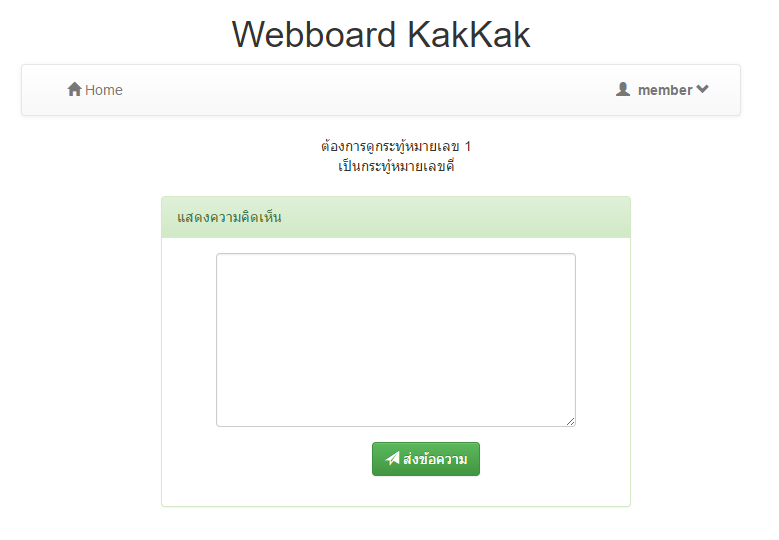 Webboard KakKak
Home
member
ต้องการดูกระทู้หมายเลข 1
เป็นกระทู้หมายเลขคี่
แสดงความคิดเห็น
ส่งข้อความ